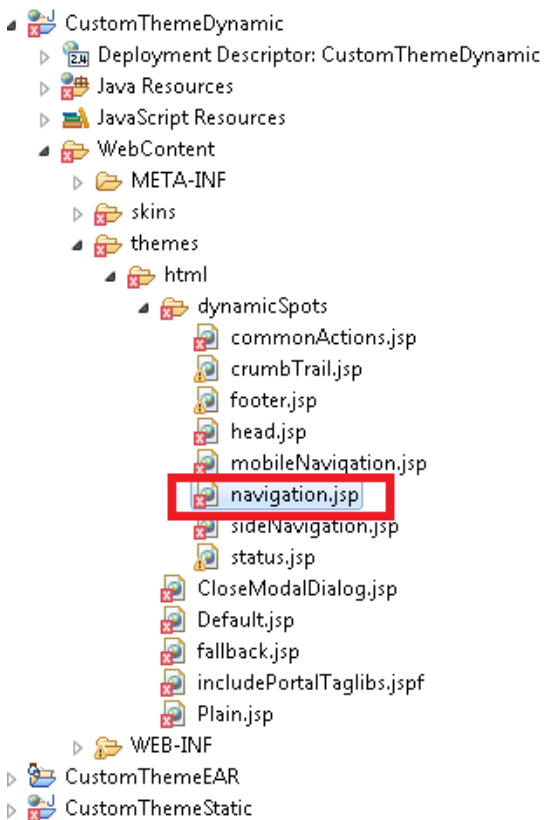 CustomThemeDynamic
2.4 Deployment Descriptor: CustomThemeDynamic
Java Resources
JavaScript Resources
WebContent
META-INF
skins
themes
html
dynamicSpots
commonActions.jsp
crumbTrail.jsp
footer.jsp
head.jsp
mobileNavigation.jsp
navigation.jsp
sideNavigation.jsp
status.jsp
CloseModalDialog.jsp
Default.jsp
fallback.jsp
includePortalTaglibs.jspf
Plain.jsp
WEB-INF
CustomThemeEAR
CustomThemeStatic